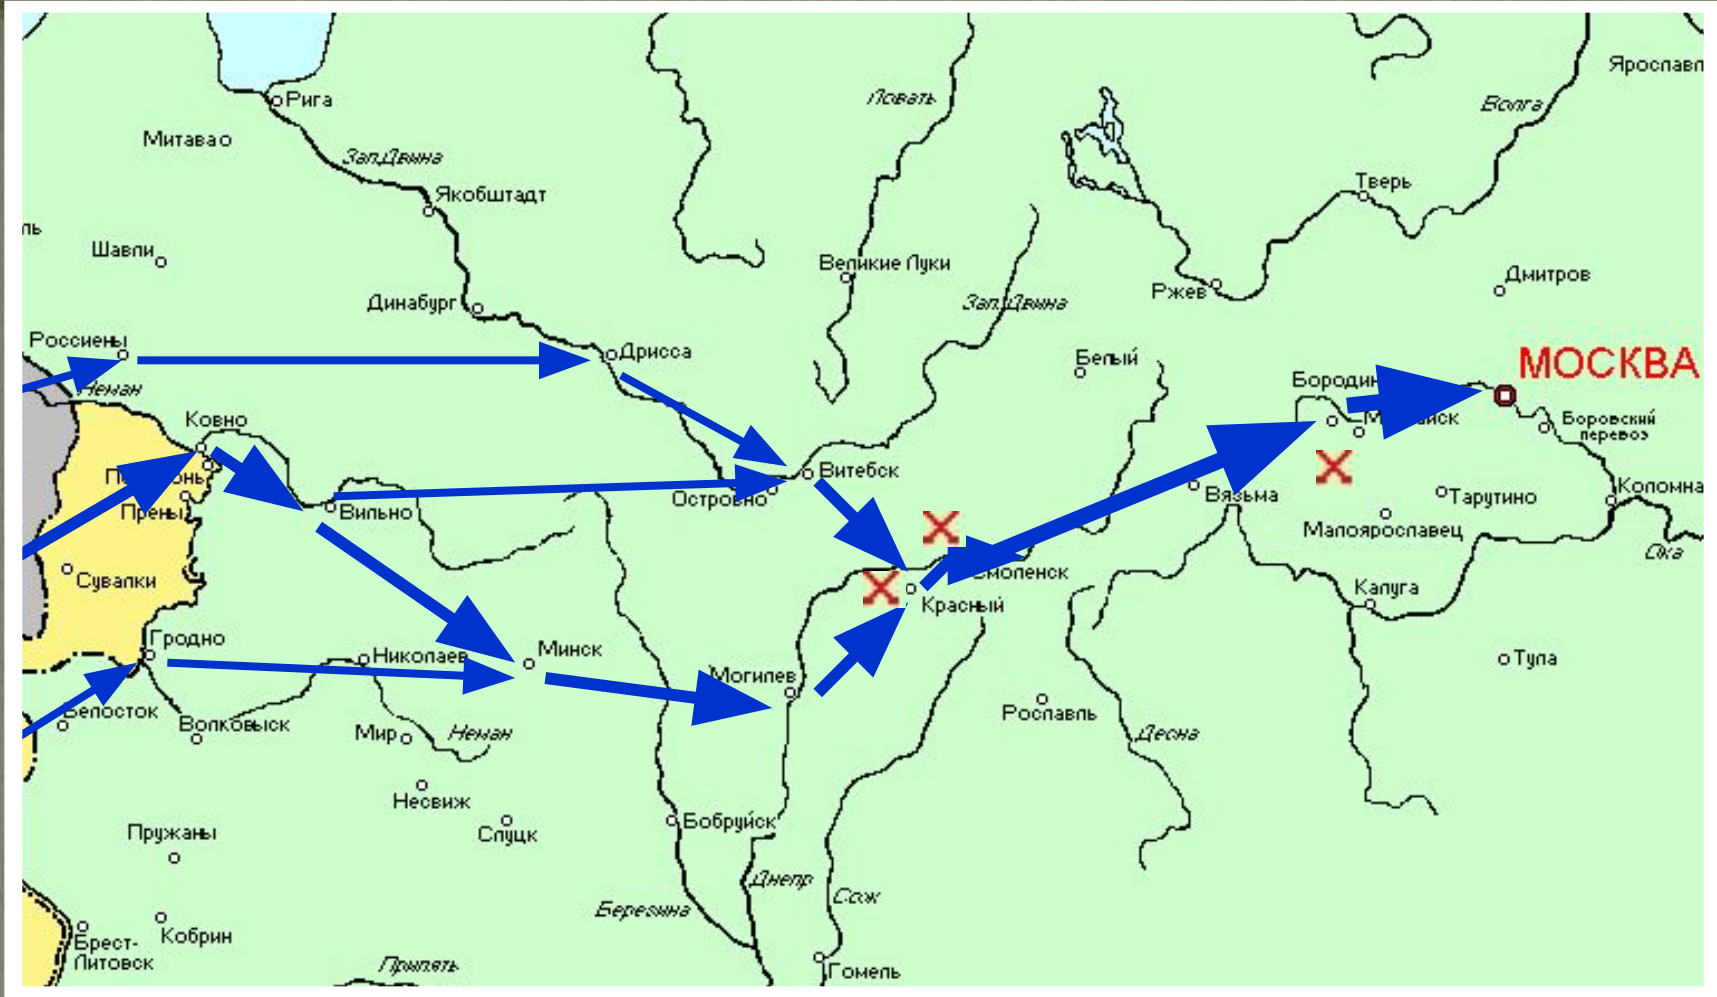 Ярославл
Рига
Ловать
Волга
Митава
Зап.Двина
Якобштадт
Тверь
ль
Шавли
Великие Луки
Зап.Двина
Ржев
Дмитров
Динабург
Россиены
Дрисса
Белый
МОСКВА
Неман
Ковно
Боровский
перевоз
Витебск
Островно
Прены
Вильно
Вязьма
Тарутино
Коломна
Малоярославец
Ока
Сувалки
Смоленск
Красный
Калуга
Гродно
Николаев
Минск
Могилев
Тула
Белосток
Волковыск
Мир
Неман
Рославль
Десна
Несвиж
Слуцк
Бобруйск
Пружаны
Днепр
Сож
Березина
Брест-
Литовск
Кобрин
Припять
Гомель